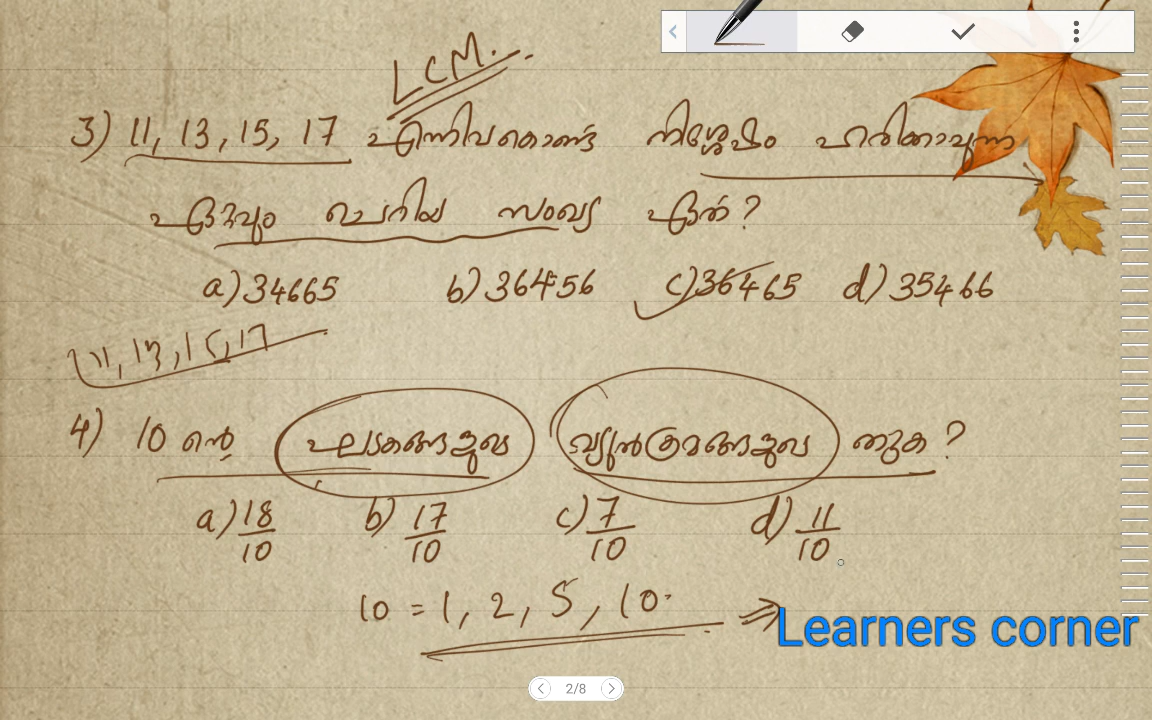 LCM.
3) 11, 13, 15, 17 എന്നിവകൊണ്ട് നിശ്ശേഷം ഹരിക്കാവുന്ന
ഏറ്റവും ചെറിയ സംഖ്യ ഏത്?
a) 34665 b) 36456 c) 36465 d) 35466
11, 13, 15, 17
4) 10 ന്റെ ഘടകങ്ങളുടെ വ്യുൽക്രമങ്ങളുടെ തുക?
a) 18/10 b) 17/10 c) 7/10 d) 11/10
10 = 1, 2, 5, 10. ⇒
Learners corner
2/8